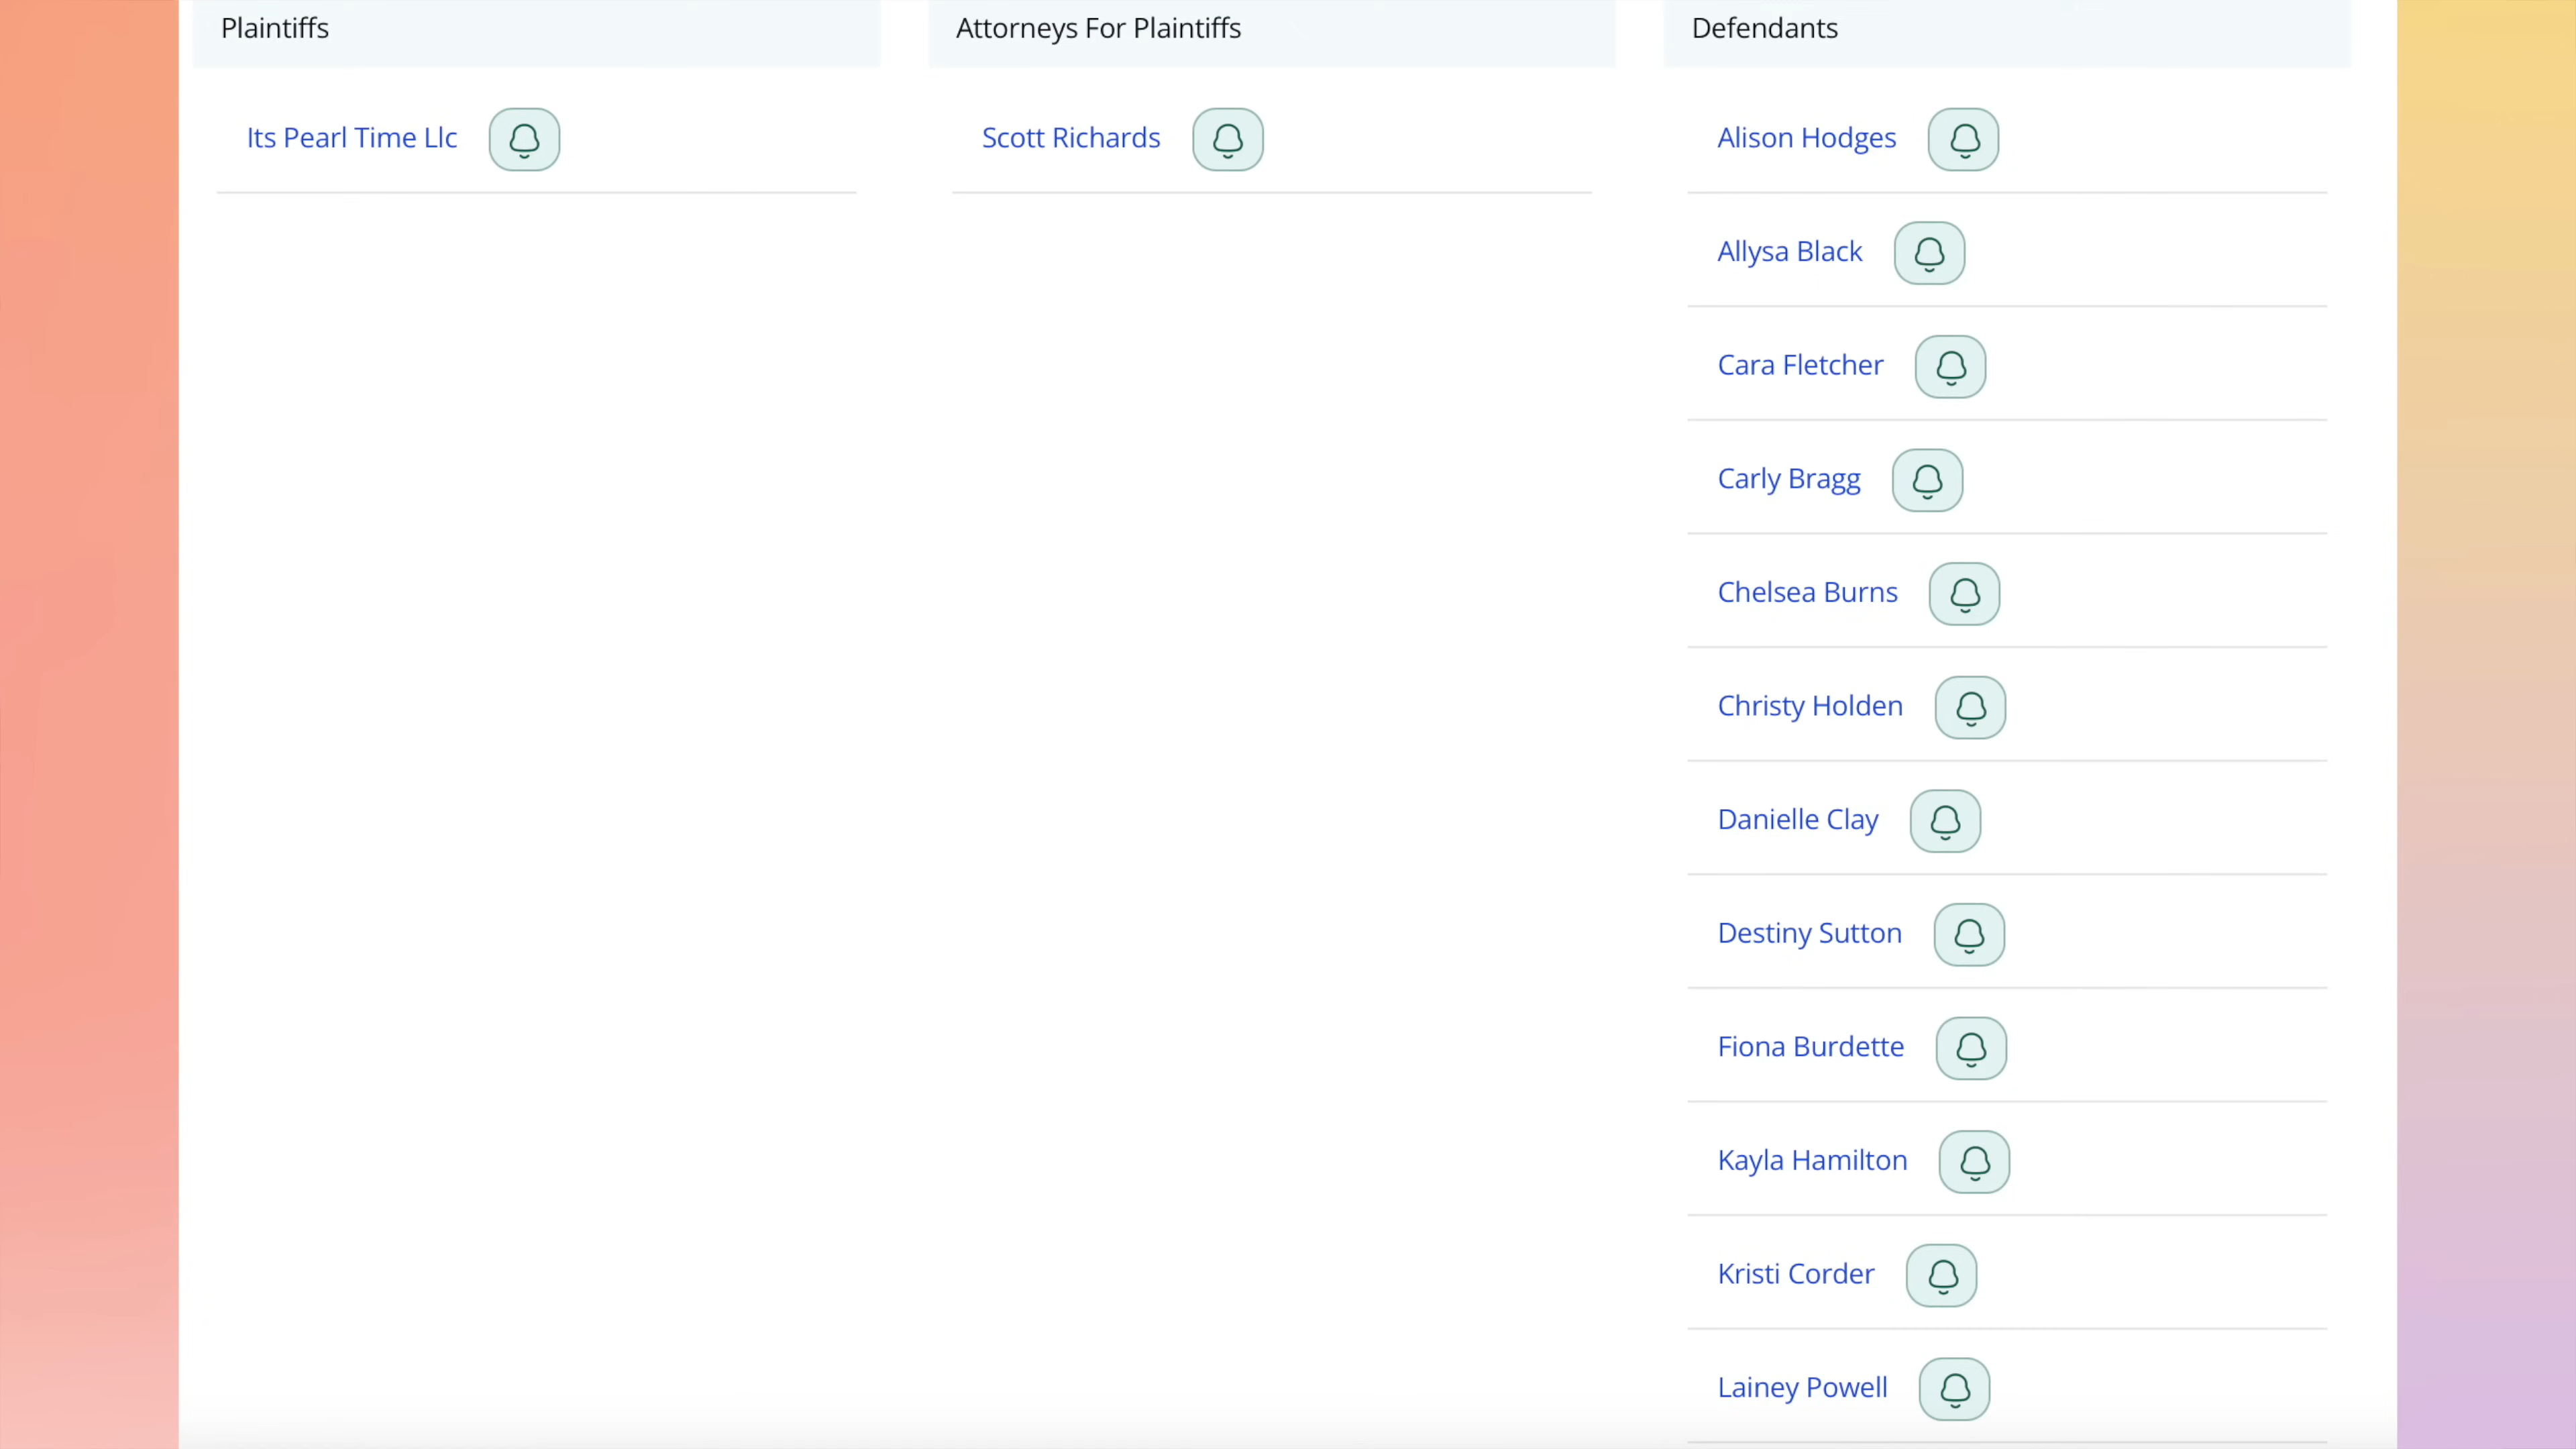 Plaintiffs
Its Pearl Time Llc
Attorneys For Plaintiffs
Scott Richards
Defendants
Alison Hodges
Allysa Black
Cara Fletcher
Carly Bragg
Chelsea Burns
Christy Holden
Danielle Clay
Destiny Sutton
Fiona Burdette
Kayla Hamilton
Kristi Corder
Lainey Powell